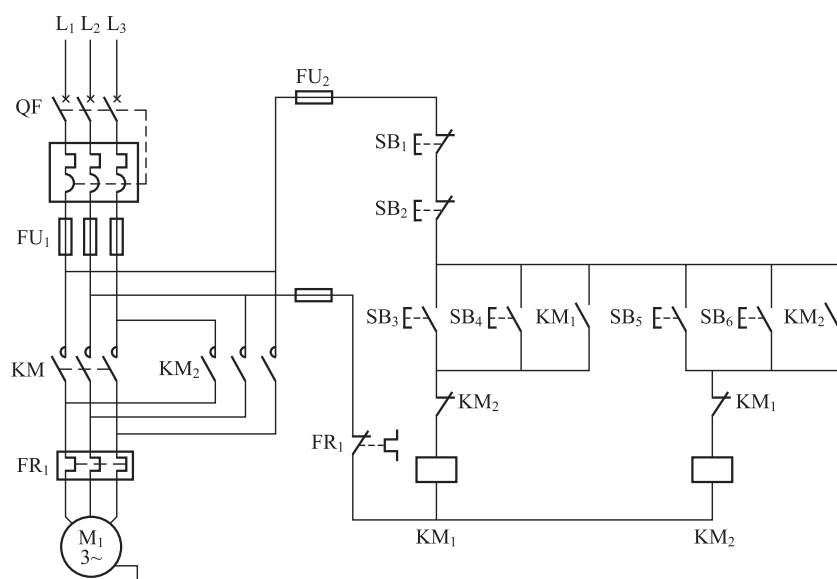 L₁ L₂ L₃
FU₂
QF
SB₁
SB₂
FU₁
SB₃ SB₄ KM₁ SB₅ SB₆ KM₂
KM KM₂
KM₂ KM₁
FR₁
FR₁
M₁
3~
KM₁ KM₂